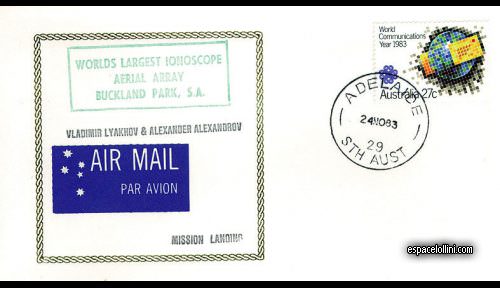 WORLDS LARGEST IONOSCOPE
AERIAL ARRAY
BUCKLAND PARK, S.A.
VLADIMIR LYAKHOV & ALEXANDER ALEXANDROV
AIR MAIL
PAR AVION
MISSION LANDING
World
Communications
Year 1983
Australia 27c
ADELAIDE
24NO83
29
STH AUST
espacelollini.com